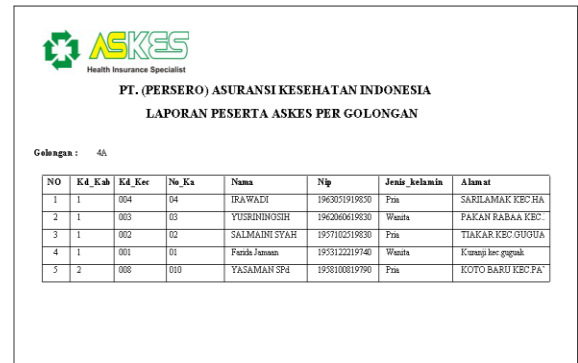 ASKES
Health Insurance Specialist
PT. (PERSERO) ASURANSI KESEHATAN INDONESIA
LAPORAN PESERTA ASKES PER GOLONGAN
Golongan : 4A
NO Kd_Kab Kd_Kec No_Ka Nama Nip Jenis_kelamin Alamat
1 1 004 04 IRAWADI 1963051919850 Pria SARILAMAK KEC.HA
2 1 003 03 YUSRININGSIH 1962060619830 Wanita PAKAN RABAA KEC.
3 1 002 02 SALMAINI SYAH 1957102519830 Pria TIAKAR KEC.GUGUA
4 1 001 01 Farida Jamaan 1953122219740 Wanita Kuranji kec guguak
5 2 008 010 YASAMAN SPd 1958100819790 Pria KOTO BARU KEC.PA